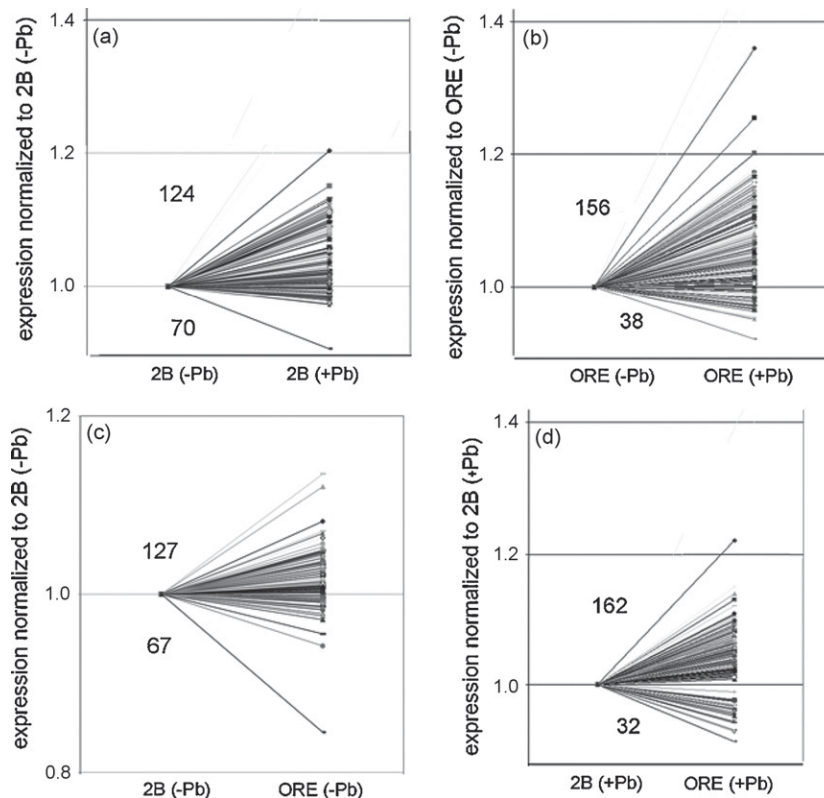 (a)
expression normalized to 2B (-Pb)
1.4
1.2
1.0
124
70
2B (-Pb) 2B (+Pb)
(b)
expression normalized to ORE (-Pb)
1.4
1.2
1.0
156
38
ORE (-Pb) ORE (+Pb)
(c)
expression normalized to 2B (-Pb)
1.2
1.0
0.8
127
67
2B (-Pb) ORE (-Pb)
(d)
expression normalized to 2B (+Pb)
1.4
1.2
1.0
162
32
2B (+Pb) ORE (+Pb)